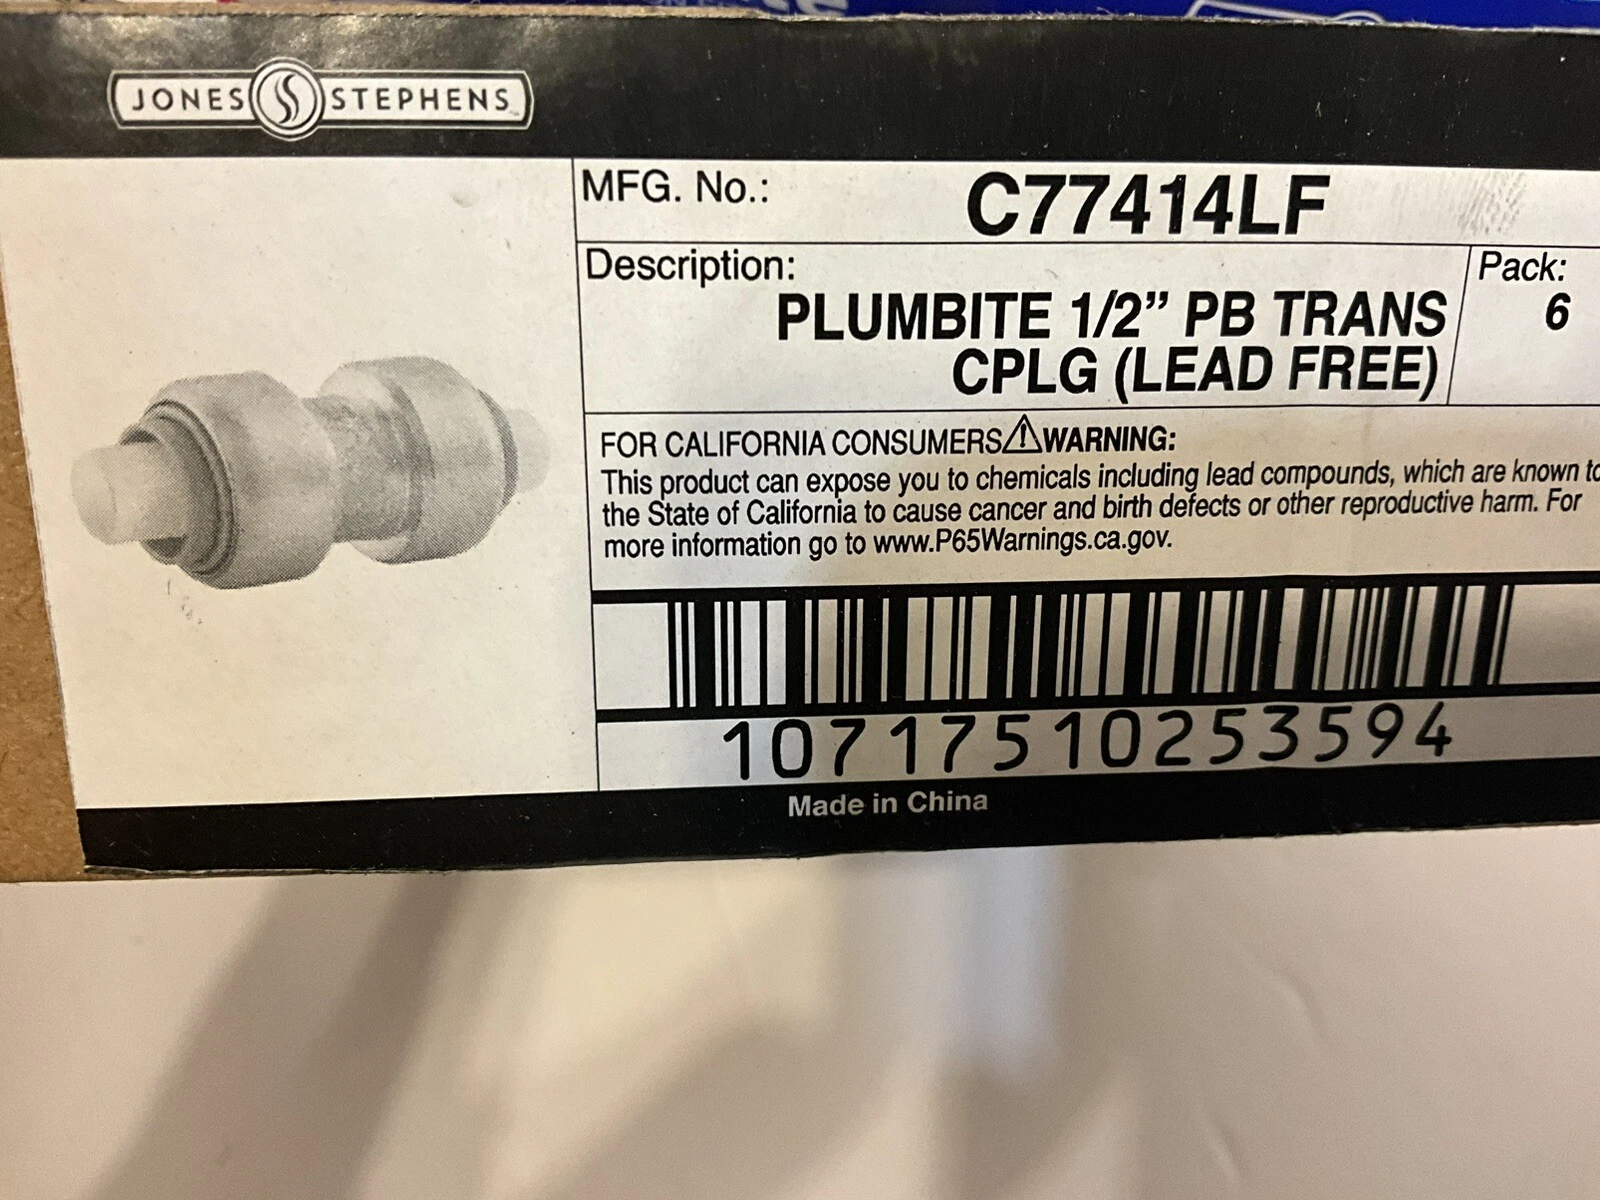 JONES STEPHENS
MFG. No.: C77414LF
Description:
PLUMBITE 1/2” PB TRANS
CPLG (LEAD FREE)
Pack:
6
FOR CALIFORNIA CONSUMERS⚠WARNING:
This product can expose you to chemicals including lead compounds, which are known to
the State of California to cause cancer and birth defects or other reproductive harm. For
more information go to www.P65Warnings.ca.gov.
10717510253594
Made in China